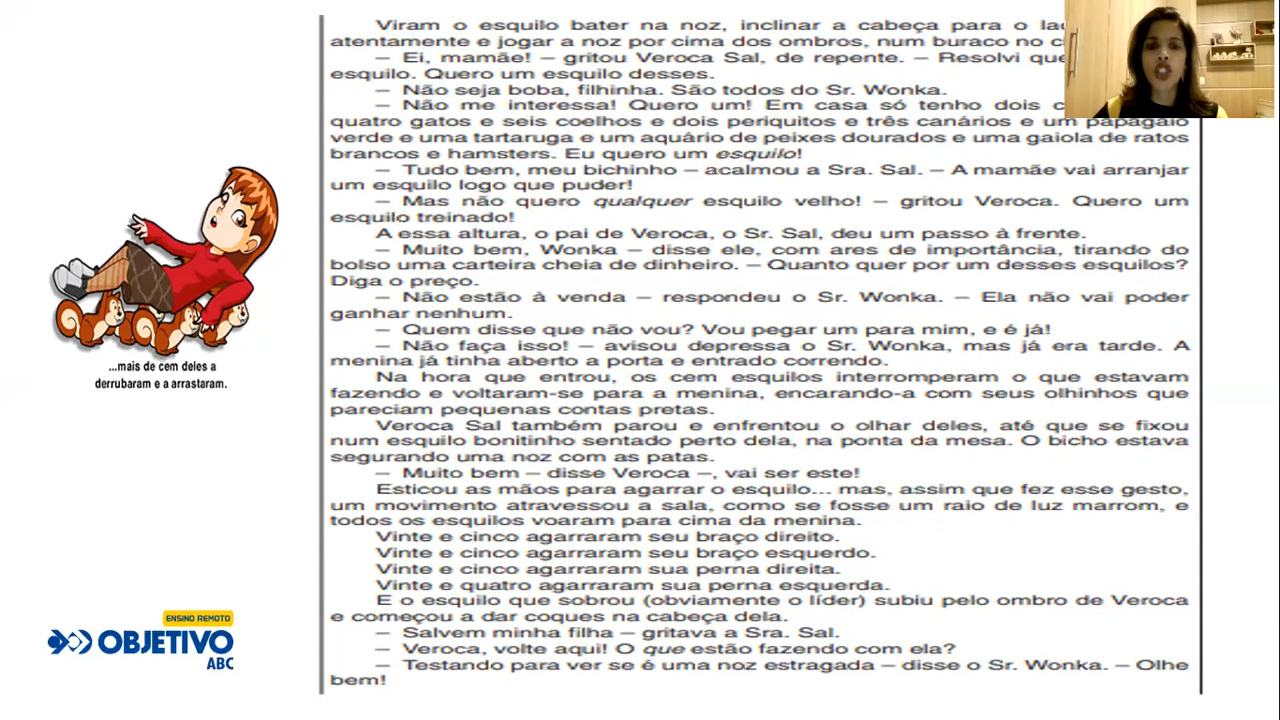 Viram o esquilo bater na noz, inclinar a cabeça para o
atentamente e jogar a noz por cima dos ombros, num buraco no
– Ei, mamãe! – gritou Veroca Sal, de repente. – Resolvi
esquilo. Quero um esquilo desses.
– Não seja boba, filhinha. São todos do Sr. Wonka.
– Não me interessa! Quero um! Em casa só tenho dois
quatro gatos e seis coelhos e dois periquitos e três canários e um papagaio
verde e uma tartaruga e um aquário de peixes dourados e uma gaiola de ratos
brancos e hamsters. Eu quero um esquilo!
– Tudo bem, meu bichinho – acalmou a Sra. Sal. – A mamãe vai arranjar
um esquilo logo que puder!
– Mas não quero qualquer esquilo velho! – gritou Veroca. Quero um
esquilo treinado!
A essa altura, o pai de Veroca, o Sr. Sal, deu um passo à frente.
– Muito bem, Wonka – disse ele, com ares de importância, tirando do
bolso uma carteira cheia de dinheiro. – Quanto quer por um desses esquilos?
Diga o preço.
– Não estão à venda – respondeu o Sr. Wonka. – Ela não vai poder
ganhar nenhum.
– Quem disse que não vou? Vou pegar um para mim, e é já!
– Não faça isso! – avisou depressa o Sr. Wonka, mas já era tarde. A
menina já tinha aberto a porta e entrado correndo.
Na hora que entrou, os cem esquilos interromperam o que estavam
fazendo e voltaram-se para a menina, encarando-a com seus olhinhos que
pareciam pequenas contas pretas.
Veroca Sal também parou e enfrentou o olhar deles, até que se fixou
num esquilo bonitinho sentado perto dela, na ponta da mesa. O bicho estava
segurando uma noz com as patas.
– Muito bem – disse Veroca –, vai ser este!
Esticou as mãos para agarrar o esquilo... mas, assim que fez esse gesto,
um movimento atravessou a sala, como se fosse um raio de luz marrom, e
todos os esquilos voaram para cima da menina.
Vinte e cinco agarraram seu braço direito.
Vinte e cinco agarraram seu braço esquerdo.
Vinte e cinco agarraram sua perna direita.
Vinte e quatro agarraram sua perna esquerda.
E o esquilo que sobrou (obviamente o líder) subiu pelo ombro de Veroca
e começou a dar coques na cabeça dela.
– Salvem minha filha – gritava a Sra. Sal.
– Veroca, volte aqui! O que estão fazendo com ela?
– Testando para ver se é uma noz estragada – disse o Sr. Wonka. – Olhe
bem!
...mais de cem deles a
derrubaram e a arrastaram.
ENSINO REMOTO
OBJETIVO
ABC